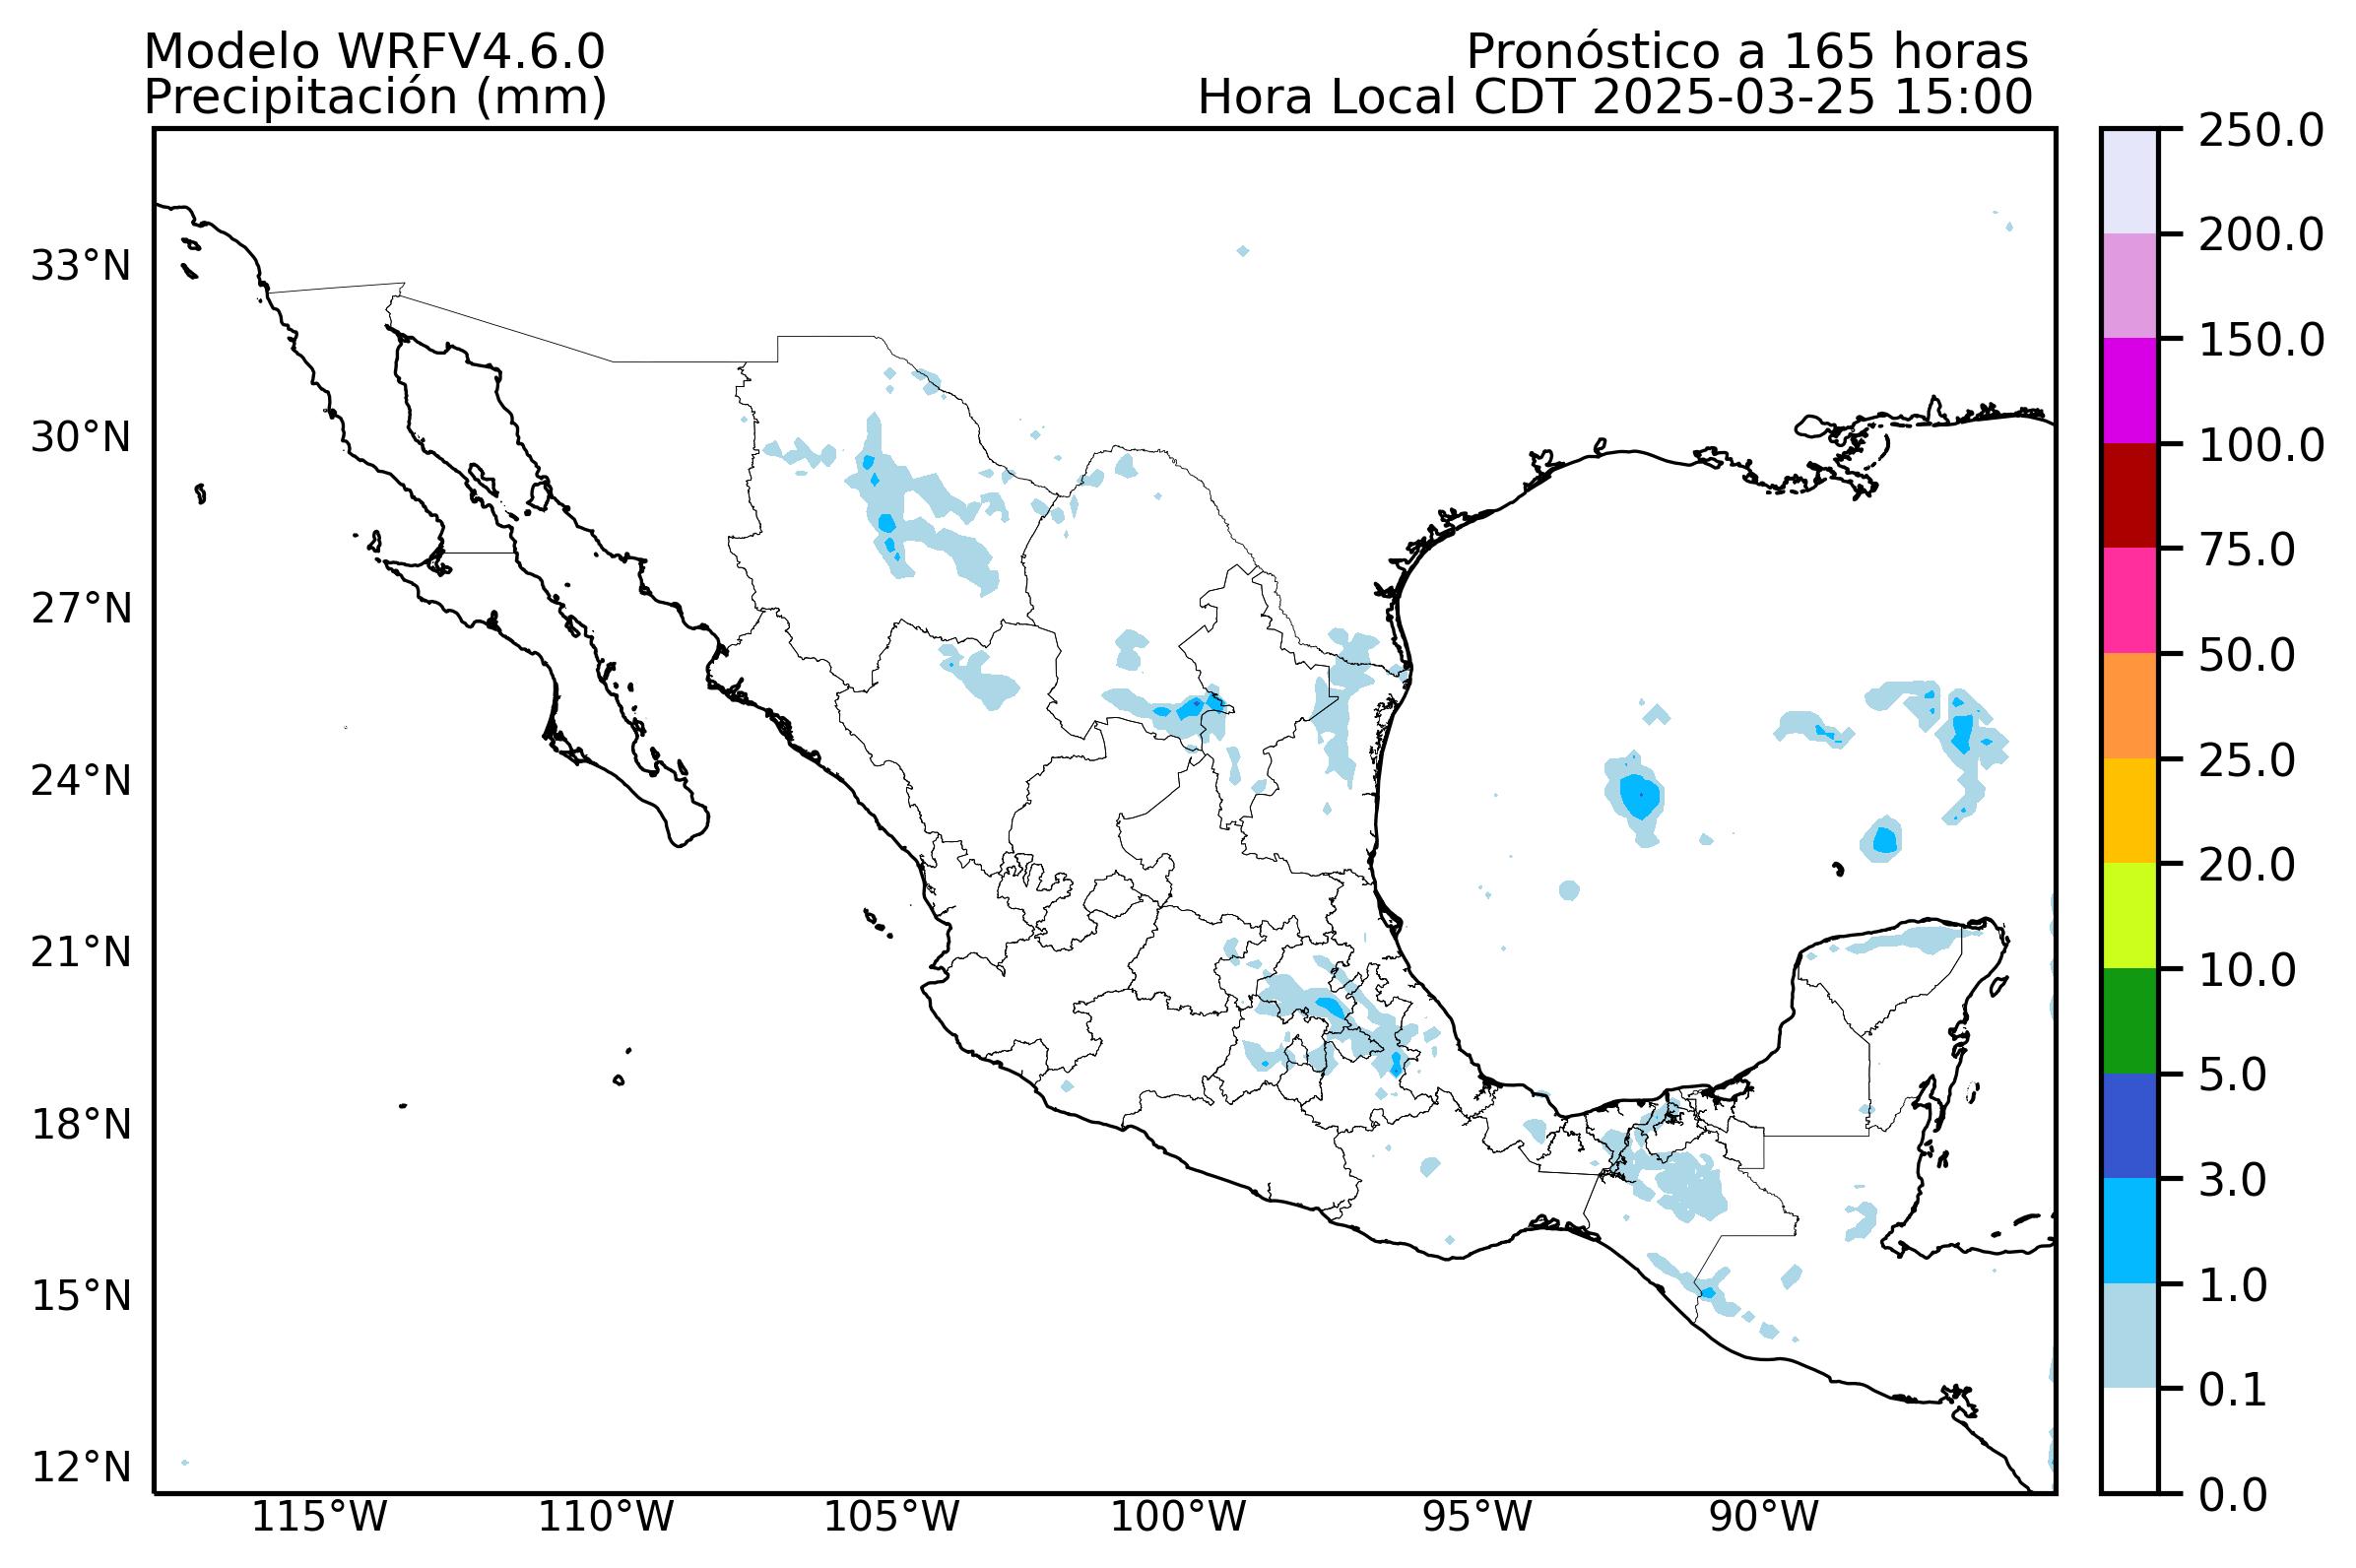 Modelo WRFV4.6.0
Precipitación (mm)
Pronóstico a 165 horas
Hora Local CDT 2025-03-25 15:00
33°N
30°N
27°N
24°N
21°N
18°N
15°N
12°N
115°W
110°W
105°W
100°W
95°W
90°W
250.0
200.0
150.0
100.0
75.0
50.0
25.0
20.0
10.0
5.0
3.0
1.0
0.1
0.0